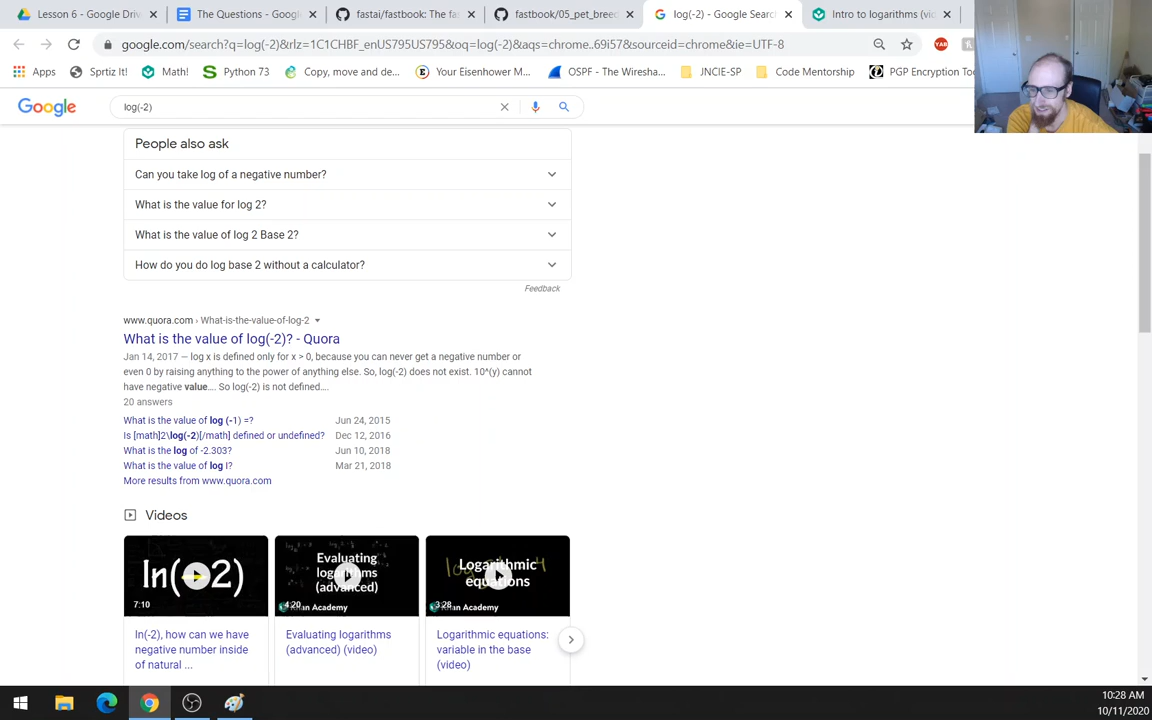 Lesson 6 - Google Driv
The Questions - Googl
fastai/fastbook: The fas
fastbook/05_pet_breed
log(-2) - Google Search
Intro to logarithms (vid
google.com/search?q=log(-2)&rlz=1C1CHBF_enUS795US795&oq=log(-2)&aqs=chrome..69i57&sourceid=chrome&ie=UTF-8
YAB
Apps
Sprtiz It!
Math!
Python 73
Copy, move and de...
Your Eisenhower M...
OSPF - The Wiresha...
JNCIE-SP
Code Mentorship
PGP Encryption Too
Google
log(-2)
People also ask
Can you take log of a negative number?
What is the value for log 2?
What is the value of log 2 Base 2?
How do you do log base 2 without a calculator?
Feedback
www.quora.com › What-is-the-value-of-log-2
What is the value of log(-2)? - Quora
Jan 14, 2017 — log x is defined only for x > 0, because you can never get a negative number or
even 0 by raising anything to the power of anything else. So, log(-2) does not exist. 10^(y) cannot
have negative value.... So log(-2) is not defined....
20 answers
What is the value of log (-1) =? Jun 24, 2015
Is [math]2\log(-2)[/math] defined or undefined? Dec 12, 2016
What is the log of -2.303? Jun 10, 2018
What is the value of log I? Mar 21, 2018
More results from www.quora.com
Videos
ln(-2)
7:10
Evaluating
logarithms
(advanced)
4:20
Khan Academy
Logarithmic
equations
3:28
Khan Academy
ln(-2), how can we have
negative number inside
of natural ...
Evaluating logarithms
(advanced) (video)
Logarithmic equations:
variable in the base
(video)
10:28 AM
10/11/2020